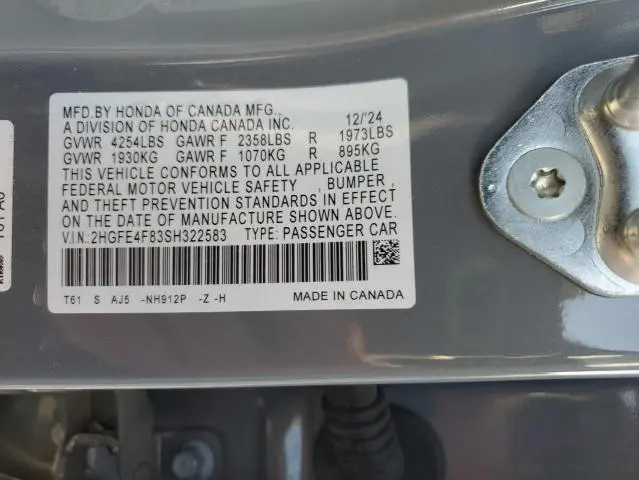 MFD.BY HONDA OF CANADA MFG.,
A DIVISION OF HONDA CANADA INC. 12/'24
GVWR 4254LBS GAWR F 2358LBS R 1973LBS
GVWR 1930KG GAWR F 1070KG R 895KG
THIS VEHICLE CONFORMS TO ALL APPLICABLE
FEDERAL MOTOR VEHICLE SAFETY , BUMPER ,
AND THEFT PREVENTION STANDARDS IN EFFECT
ON THE DATE OF MANUFACTURE SHOWN ABOVE.
V.I.N.:2HGFE4F83SH322583 TYPE: PASSENGER CAR
T61 S AJ5 -NH912P -Z -H MADE IN CANADA